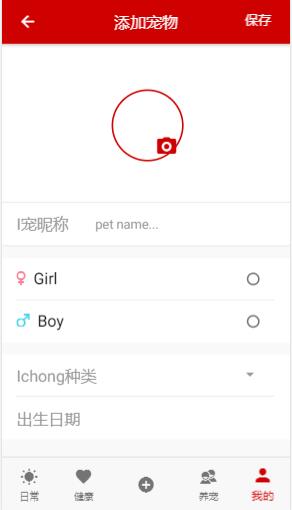 添加宠物 保存
I宠昵称 pet name...
Girl
Boy
Ichong种类
出生日期
日常 健康 养宠 我的